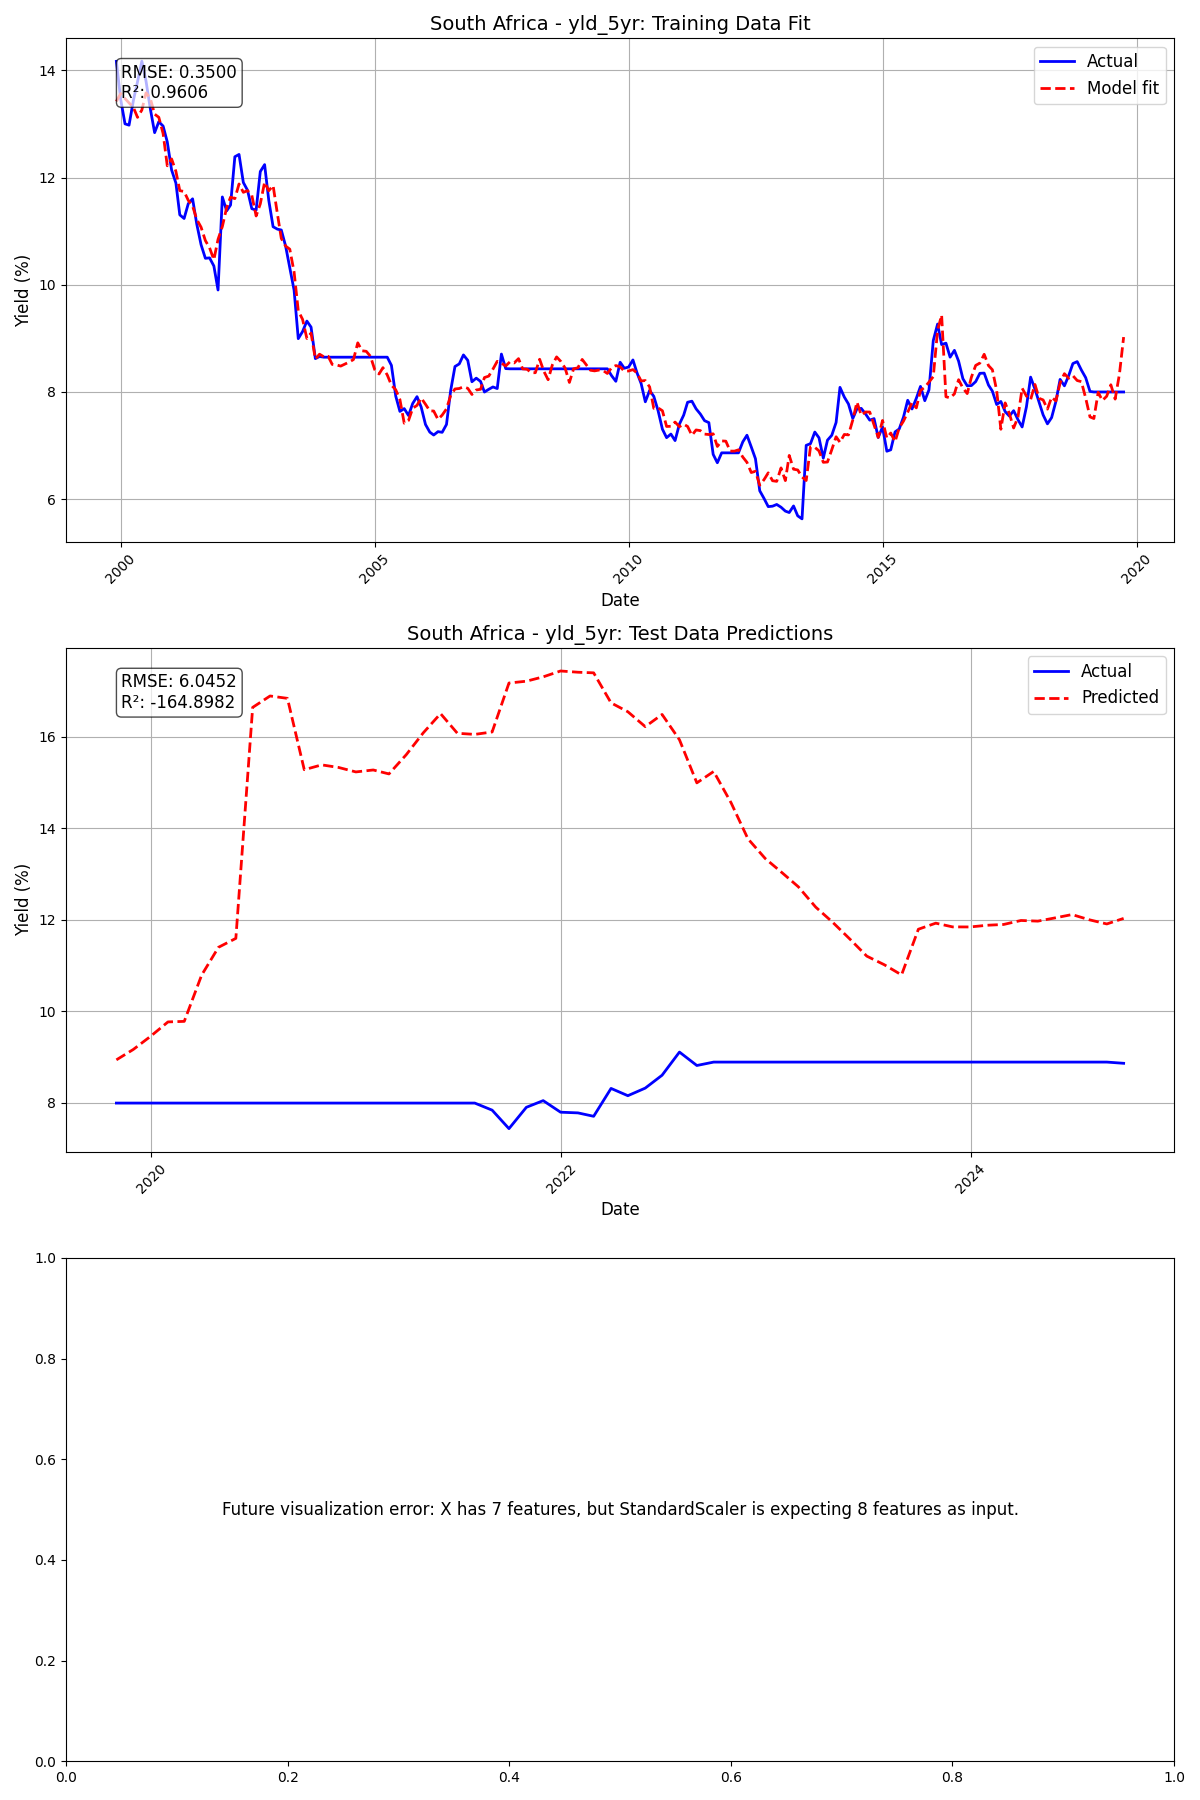 South Africa - yld_5yr: Training Data Fit
RMSE: 0.3500
R²: 0.9606
Actual
Model fit
Yield (%)
14
12
10
8
6
2000
2005
2010
2015
2020
Date
South Africa - yld_5yr: Test Data Predictions
RMSE: 6.0452
R²: -164.8982
Actual
Predicted
Yield (%)
16
14
12
10
8
2020
2022
2024
Date
1.0
0.8
0.6
0.4
0.2
0.0
Future visualization error: X has 7 features, but StandardScaler is expecting 8 features as input.
0.0
0.2
0.4
0.6
0.8
1.0